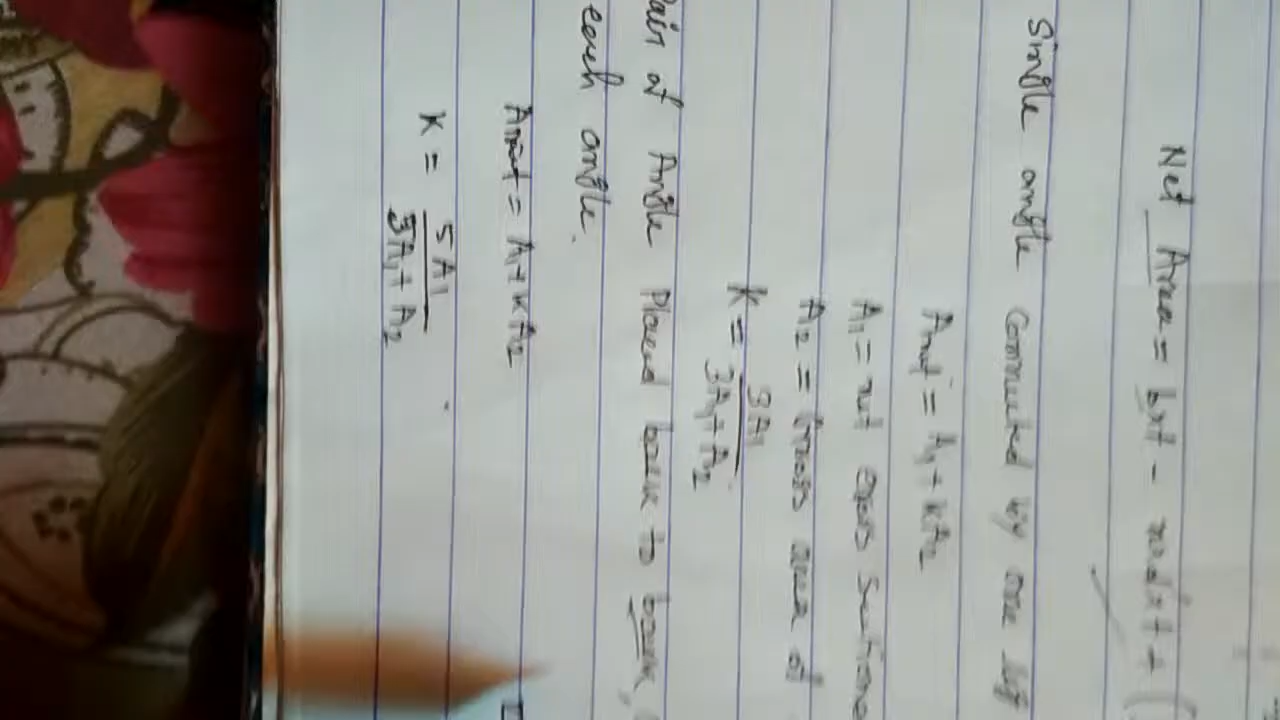 Net Area = bxt - nxdxt + (
Single angle Connected by one leg
Anet = A1 + KA2
A1 = net cross sectional
A2 = Gross area of
K = 3A1 / 3A1 + A2
Pair of Angle Placed back to back,
each angle.
Anet = A1 + KA2
K = 5A1 / 5A1 + A2